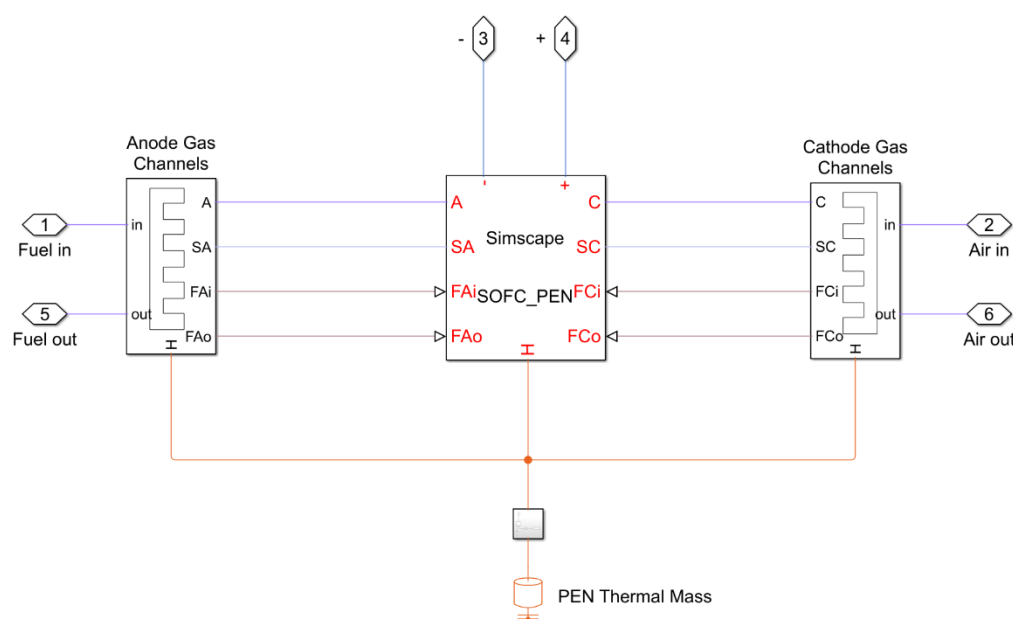 - 3
+ 4
Anode Gas
Channels
Cathode Gas
Channels
- +
A
A
C
C
in
1
Fuel in
in
2
Air in
SA
SA
Simscape
SC
SC
FAi
FAi
SOFC_PEN
FCi
FCi
out
5
Fuel out
out
6
Air out
FAo
FAo
FCo
FCo
H
H
H
PEN Thermal Mass